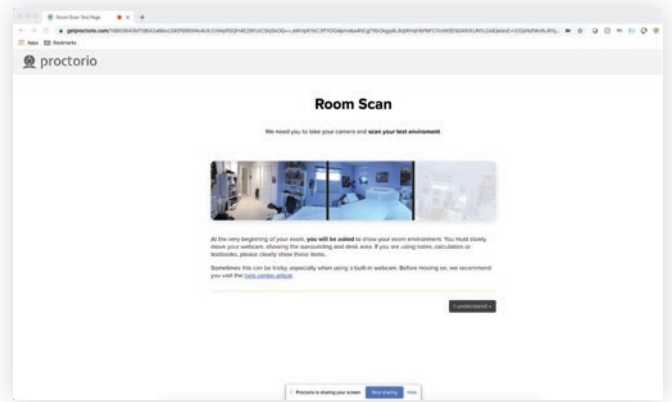 Room Scan Test Page
Apps Bookmarks
proctorio
Room Scan
We need you to take your camera and scan your test enviroment.
At the very beginning of your exam, you will be asked to show your exam environment. You must slowly
move your webcam, showing the surrounding and desk area. If you are using notes, calculators or
textbooks, please clearly show these items.
Sometimes this can be tricky, especially when using a built-in webcam. Before moving on, we recommend
you visit the help center article.
I understand »
Proctorio is sharing your screen. Stop sharing Hide